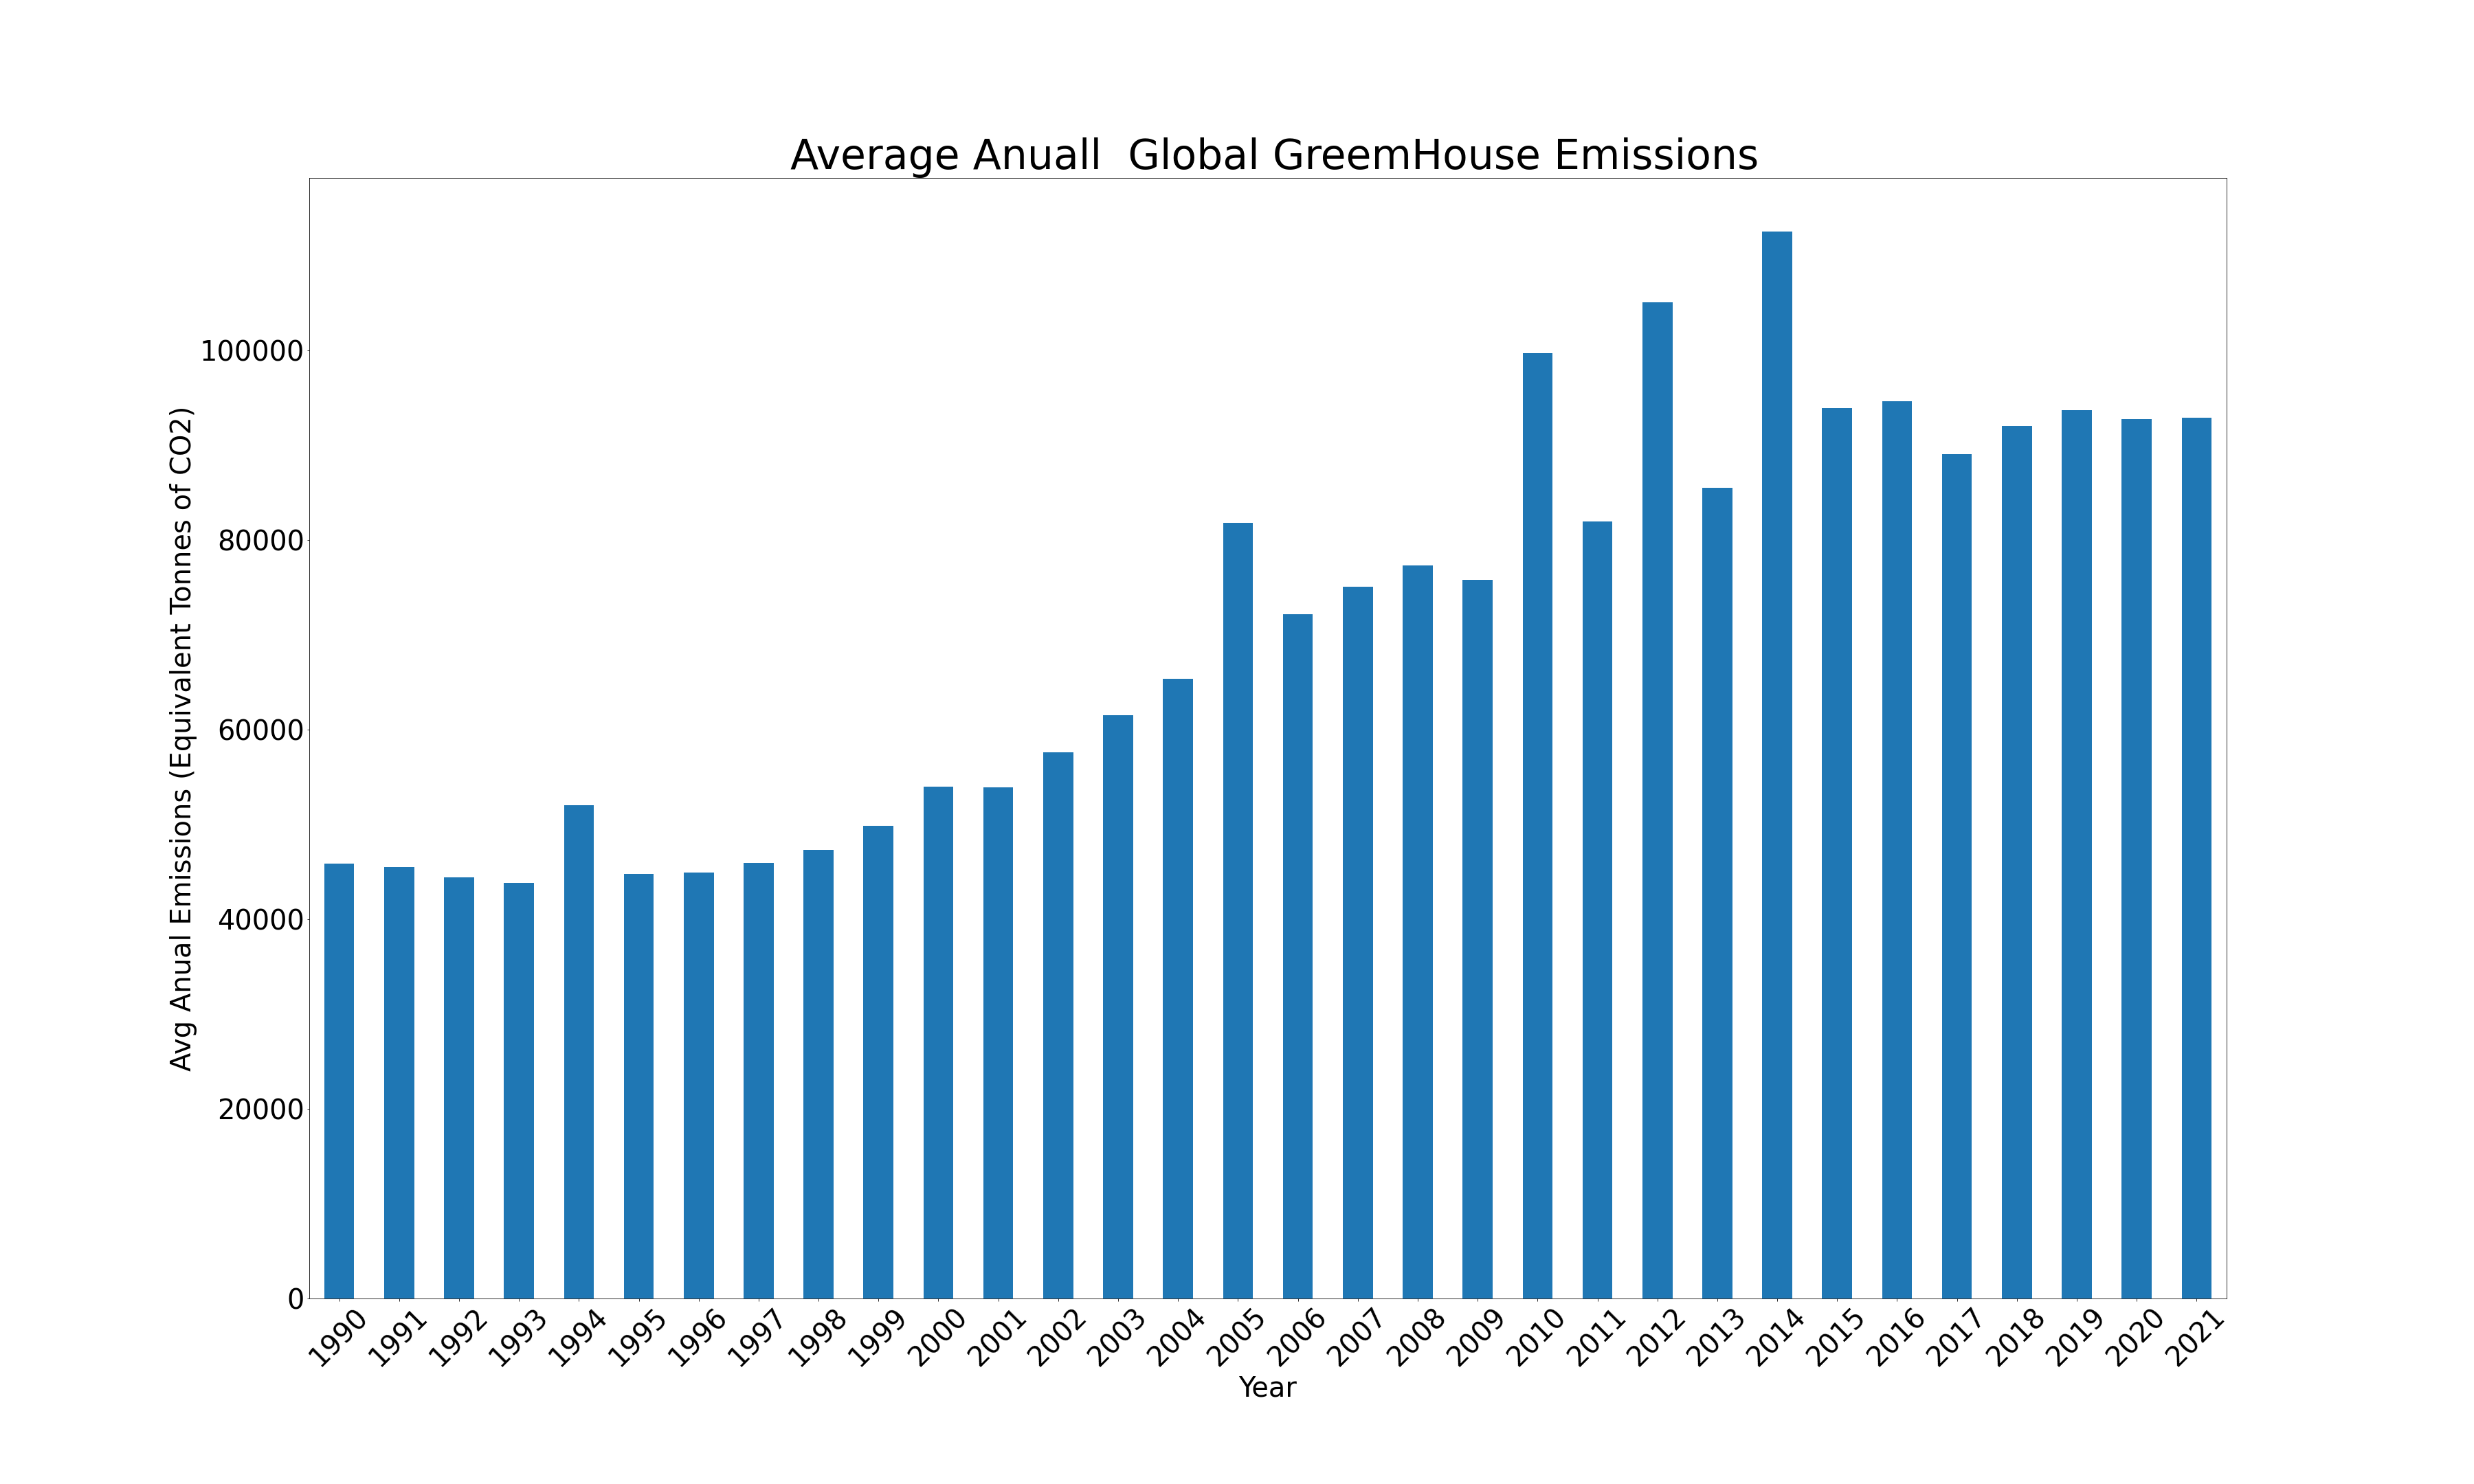 Average Anuall  Global GreemHouse Emissions
Avg Anual Emissions (Equivalent Tonnes of CO2)
100000
80000
60000
40000
20000
0
1990 1991 1992 1993 1994 1995 1996 1997 1998 1999 2000 2001 2002 2003 2004 2005 2006 2007 2008 2009 2010 2011 2012 2013 2014 2015 2016 2017 2018 2019 2020 2021
Year